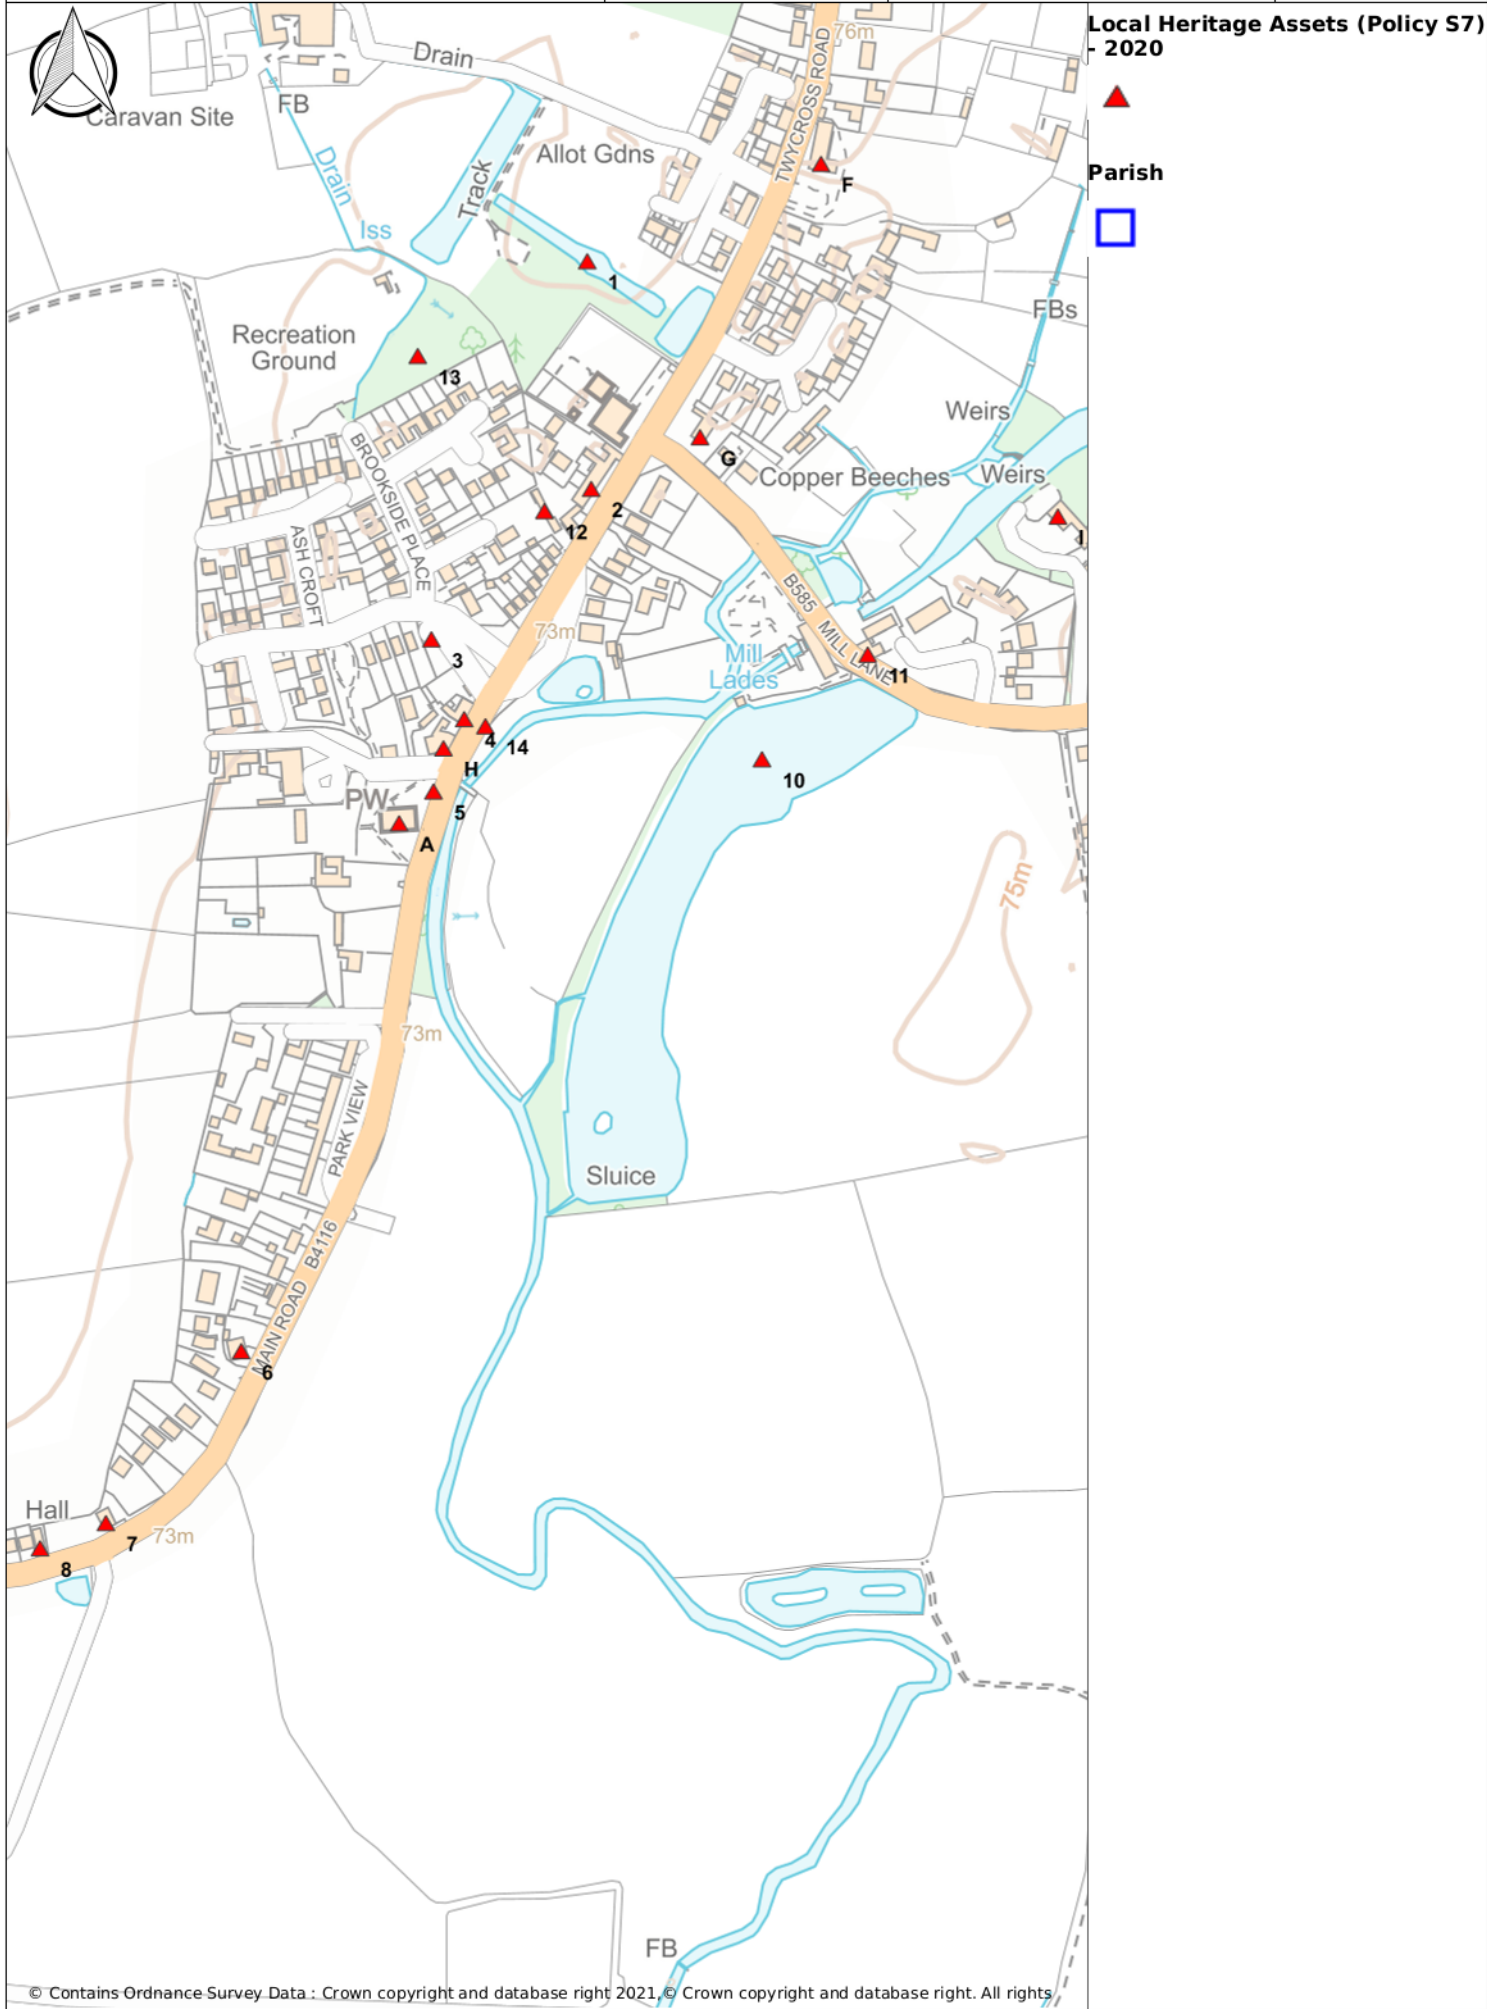 Local Heritage Assets (Policy S7)
- 2020
Parish
76m
TWYCROSS ROAD
Drain
FB
Caravan Site
Drain
Allot Gdns
Track
F
Iss
1
FBs
Recreation
Ground
13
Weirs
G
Copper Beeches
Weirs
BROOKSIDE PLACE
2
12
I
ASH CROFT
B585
MILL LANE
73m
Mill
Lades
3
11
4
14
H
10
PW
5
A
75m
73m
PARK VIEW
Sluice
MAIN ROAD
B4116
6
Hall
7
73m
8
FB
© Contains Ordnance Survey Data : Crown copyright and database right 2021, © Crown copyright and database right. All rights